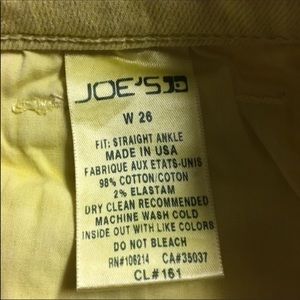 JOE'S JD
W 26
FIT: STRAIGHT ANKLE
MADE IN USA
FABRIQUE AUX ETATS-UNIS
98% COTTON/COTON
2% ELASTAM
DRY CLEAN RECOMMENDED
MACHINE WASH COLD
INSIDE OUT WITH LIKE COLORS
DO NOT BLEACH
RN#106214 CA#35037
CL#161